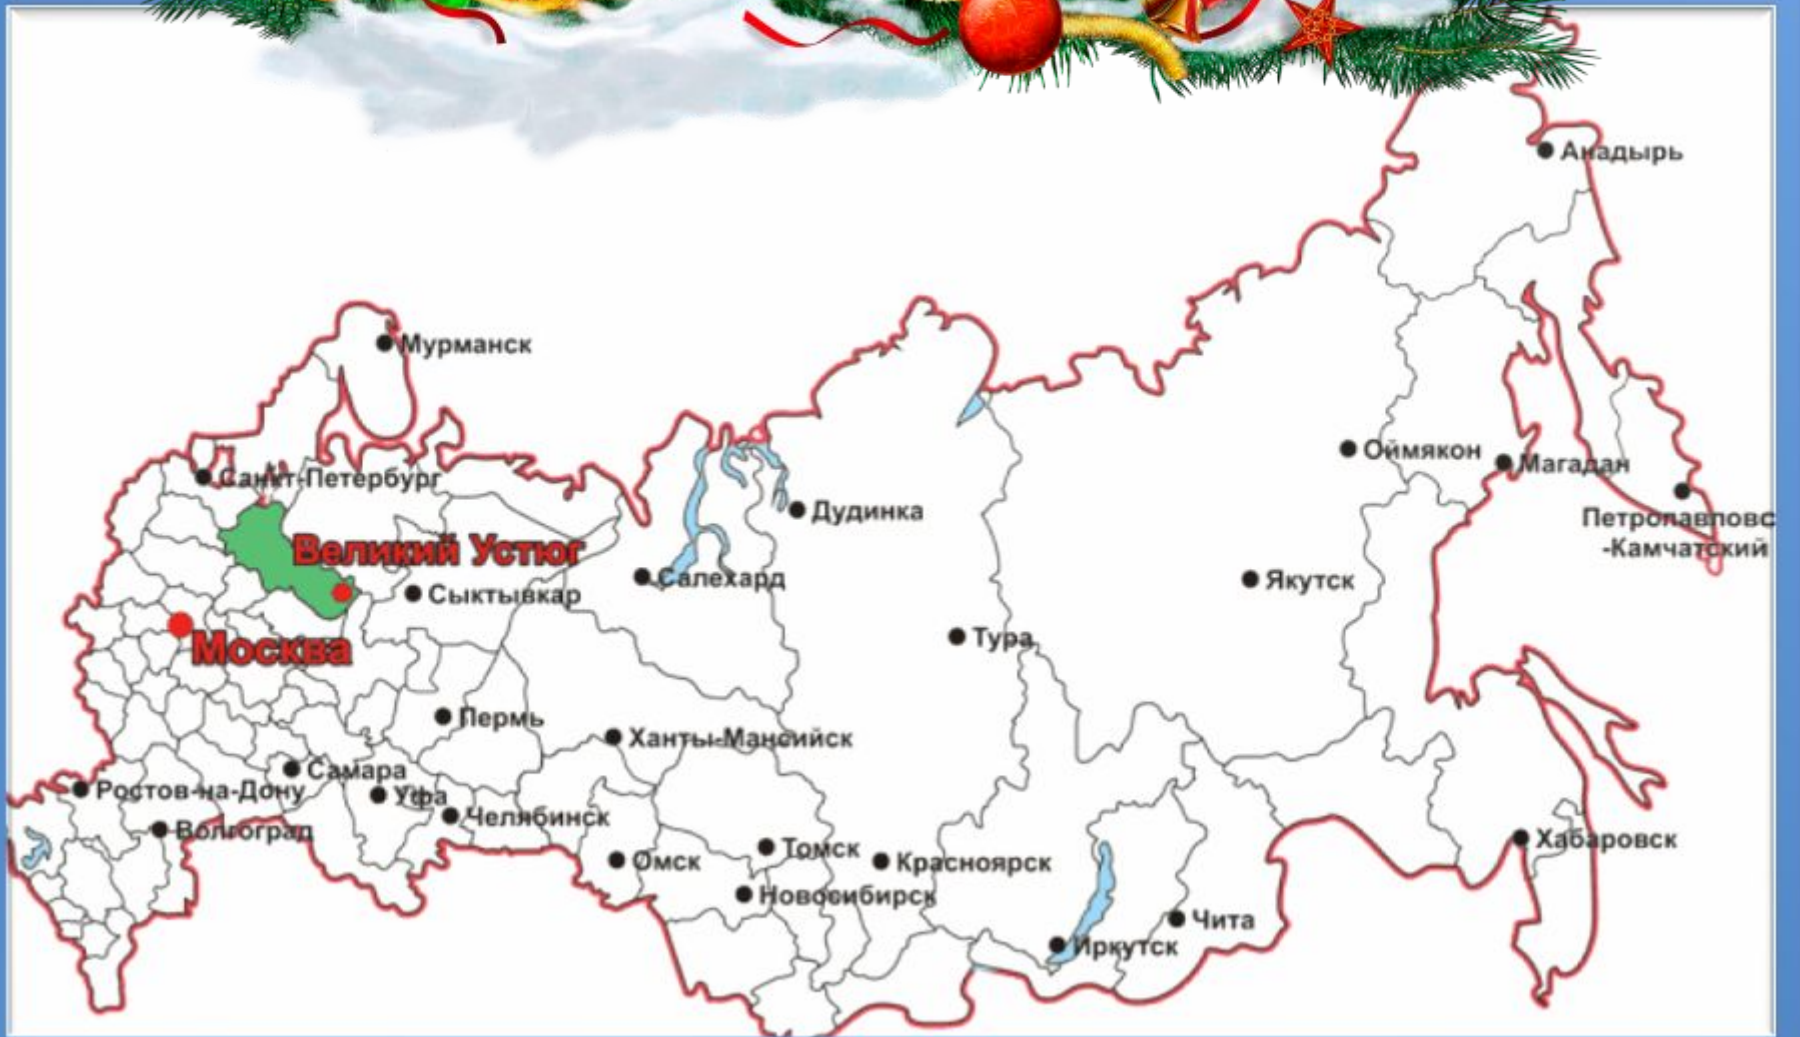 Анадырь
Мурманск
Оймякон
Магадан
Санкт-Петербург
Петропавловс
-Камчатский
Дудинка
Великий Устюг
Салехард
Якутск
Сыктывкар
Тура
Москва
Пермь
Ханты-Мансийск
Самара
Ростов-на-Дону
Уфа
Челябинск
Волгоград
Хабаровск
Томск
Омск
Красноярск
Новосибирск
Чита
Иркутск